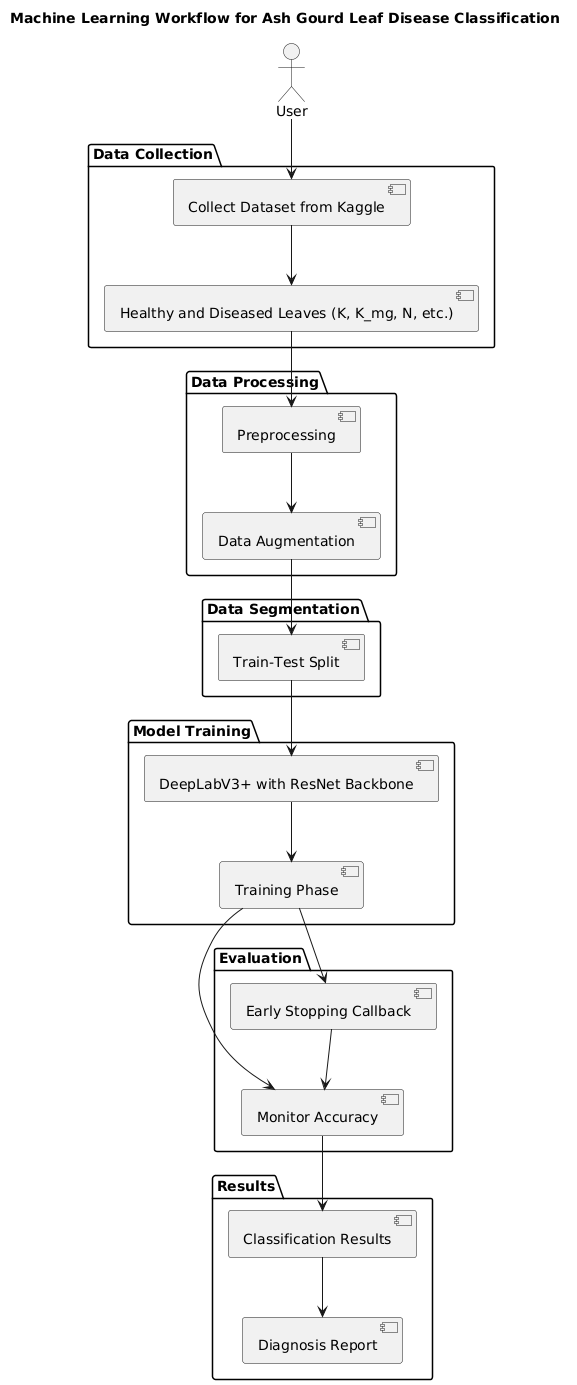 Machine Learning Workflow for Ash Gourd Leaf Disease Classification
User
Data Collection
Collect Dataset from Kaggle
Healthy and Diseased Leaves (K, K_mg, N, etc.)
Data Processing
Preprocessing
Data Augmentation
Data Segmentation
Train-Test Split
Model Training
DeepLabV3+ with ResNet Backbone
Training Phase
Evaluation
Early Stopping Callback
Monitor Accuracy
Results
Classification Results
Diagnosis Report